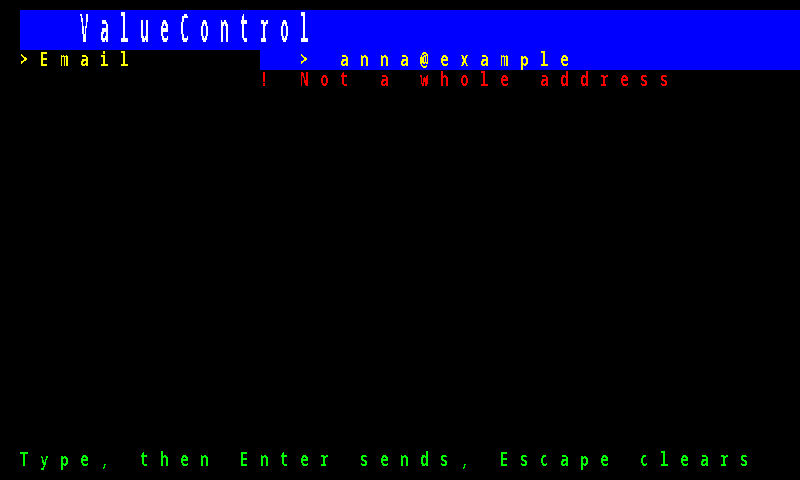 ValueControl
>Email > anna@example
! Not a whole address
Type, then Enter sends, Escape clears